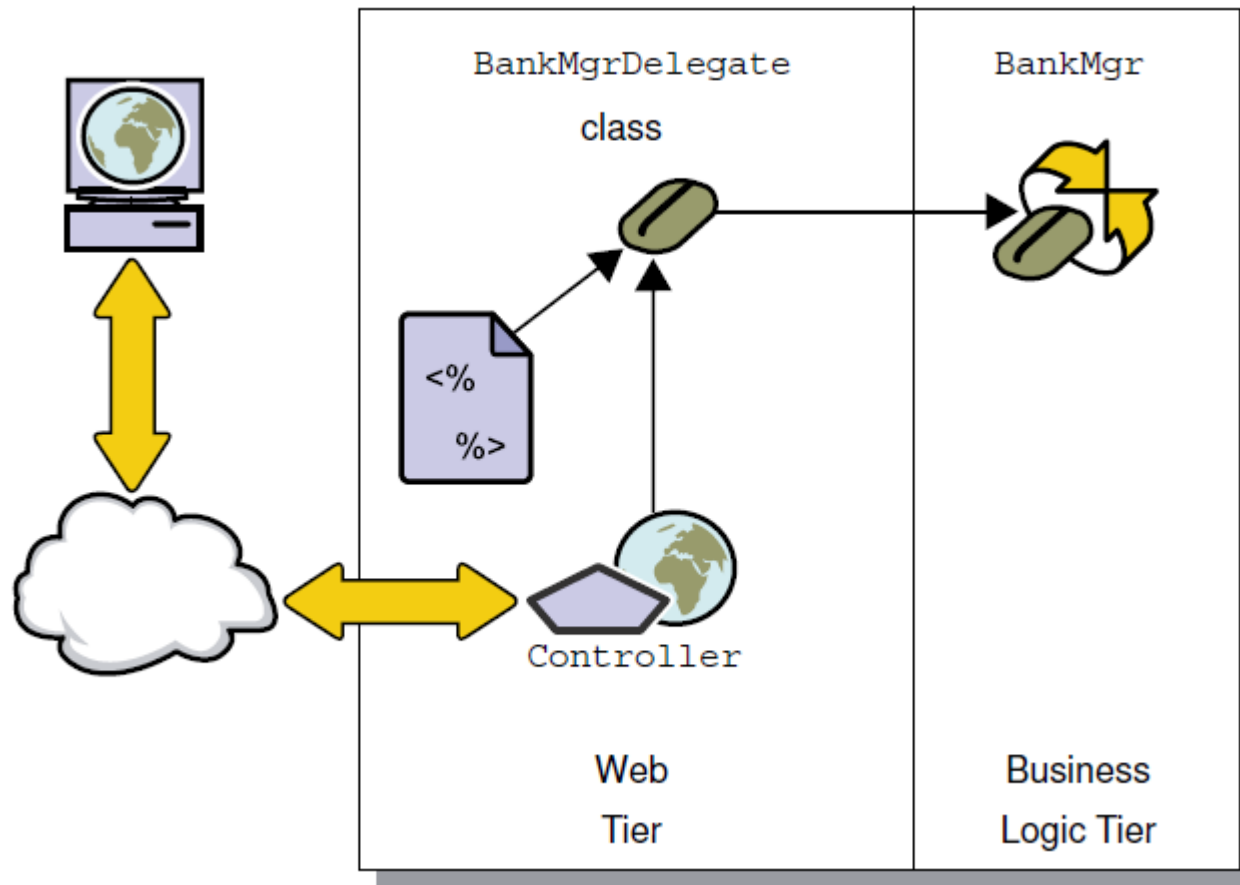 BankMgrDelegate
class
BankMgr
<%
%>
Controller
Web
Tier
Business
Logic Tier